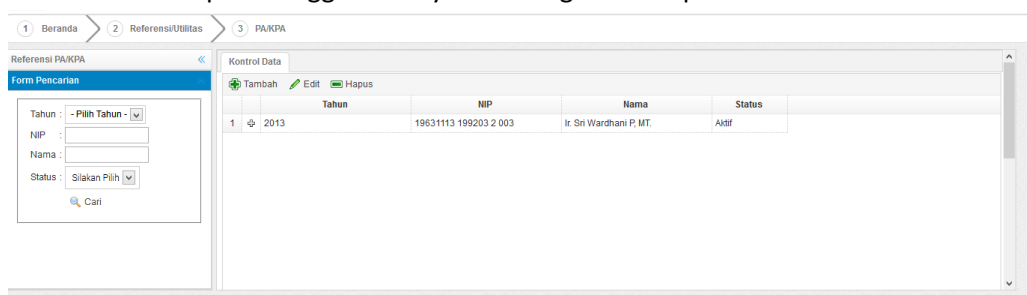 1 Beranda 2 Referensi/Utilitas 3 PA/KPA
Referensi PA/KPA «
Form Pencarian
Tahun : - Pilih Tahun -
NIP :
Nama :
Status : Silakan Pilih
Cari
Kontrol Data
Tambah Edit Hapus
Tahun NIP Nama Status
1 2013 19631113 199203 2 003 Ir. Sri Wardhani P, MT. Aktif